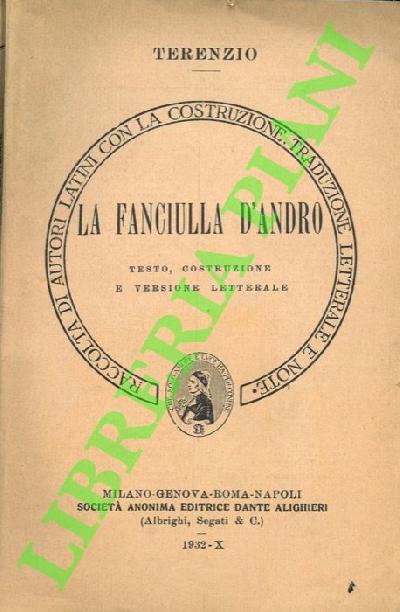 TERENZIO
RACCOLTA DI AUTORI LATINI CON LA COSTRUZIONE, TRADUZIONE LETTERALE E NOTE.
LA FANCIULLA D'ANDRO
TESTO, COSTRUZIONE
E VERSIONE LETTERALE
MILANO-GENOVA-ROMA-NAPOLI
SOCIETÀ ANONIMA EDITRICE DANTE ALIGHIERI
(Albrighi, Segati & C.)
1932-X
LIBRERIA PIANI